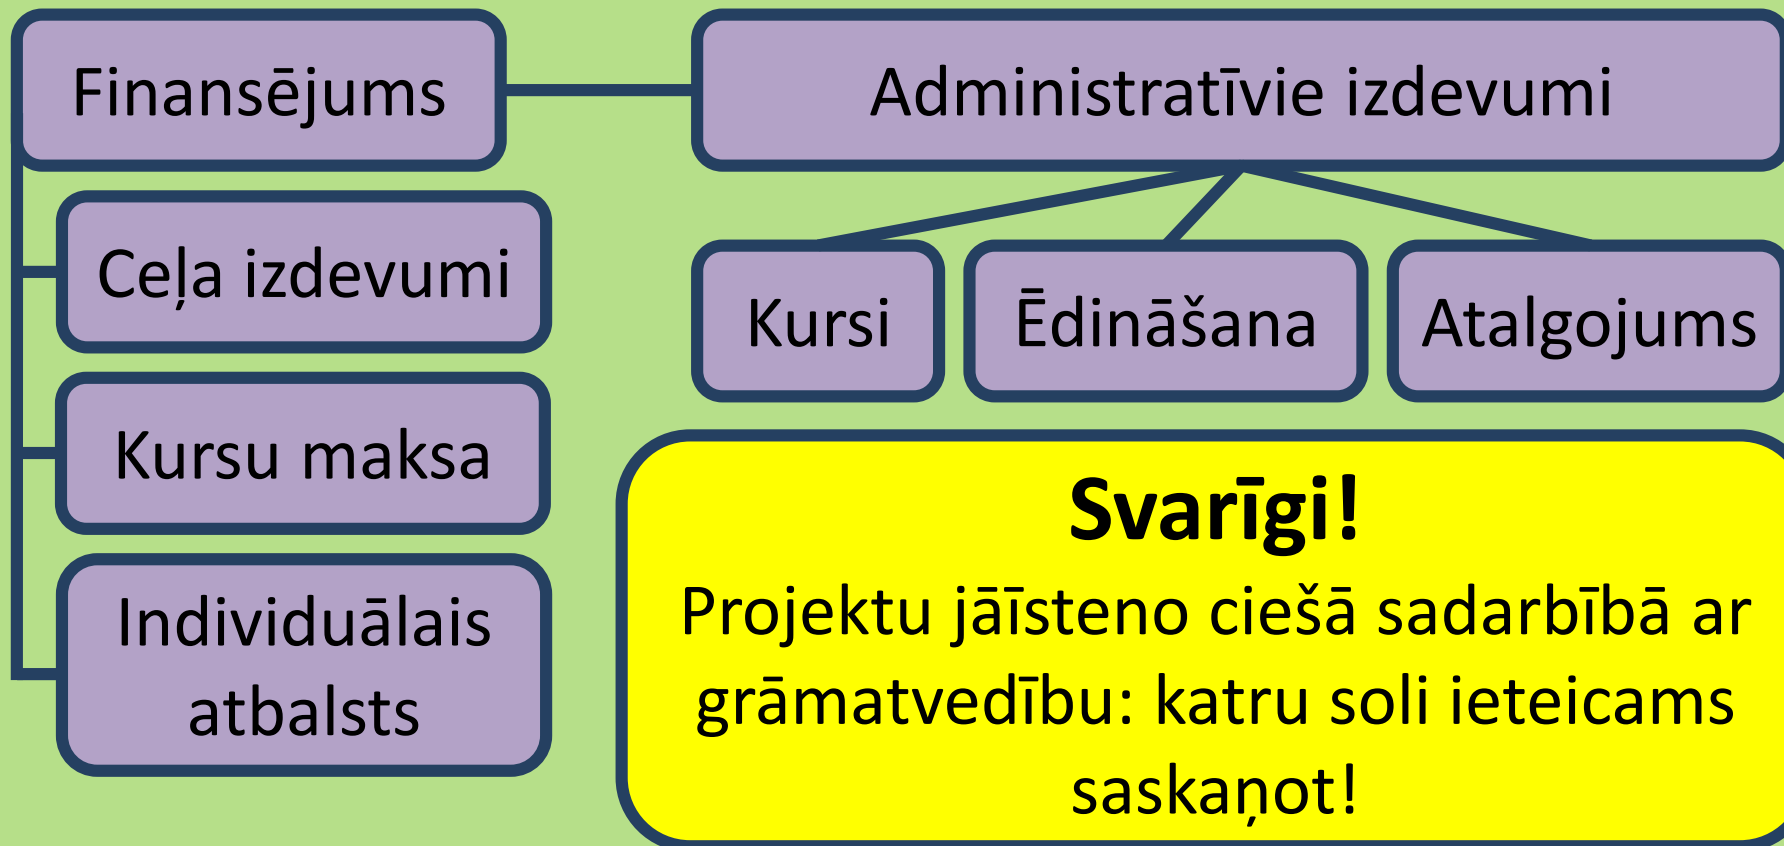 Finansējums
Administratīvie izdevumi
Ceļa izdevumi
Kursu maksa
Individuālais
atbalsts
Kursi
Ēdināšana
Atalgojums
Svarīgi!
Projektu jāīsteno ciešā sadarbībā ar
grāmatvedību: katru soli ieteicams
saskaņot!